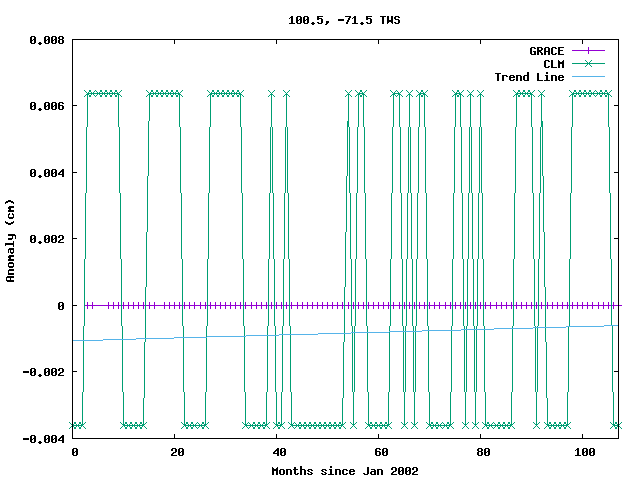 100.5, -71.5 TWS
GRACE
CLM
Trend Line
0.008
0.006
0.004
0.002
0
-0.002
-0.004
Anomaly (cm)
0 20 40 60 80 100
Months since Jan 2002